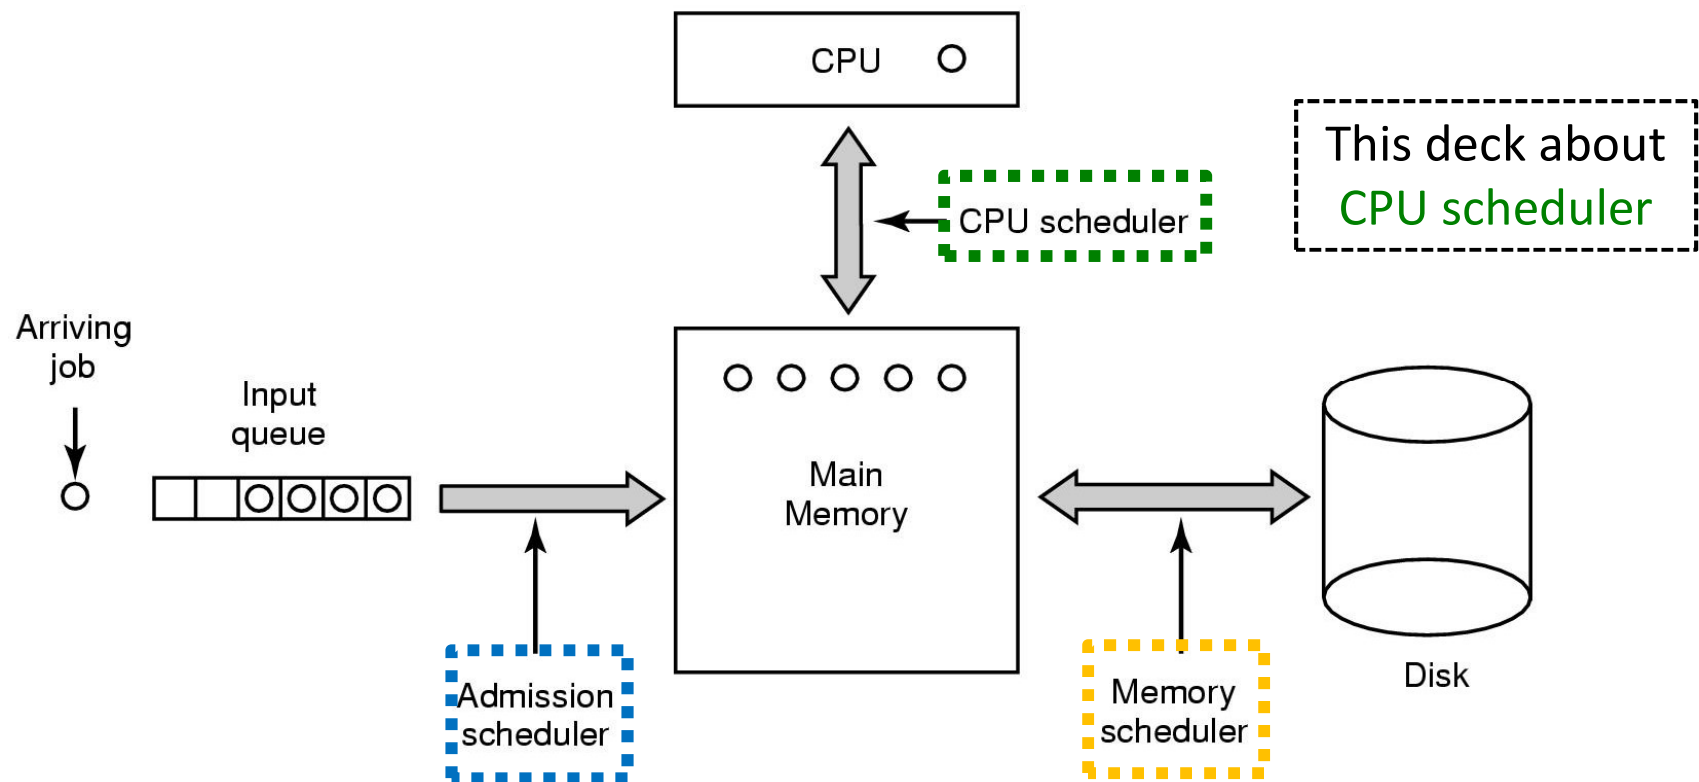 CPU
This deck about
CPU scheduler
CPU scheduler
Arriving
job
Input
queue
Main
Memory
Admission
scheduler
Memory
scheduler
Disk